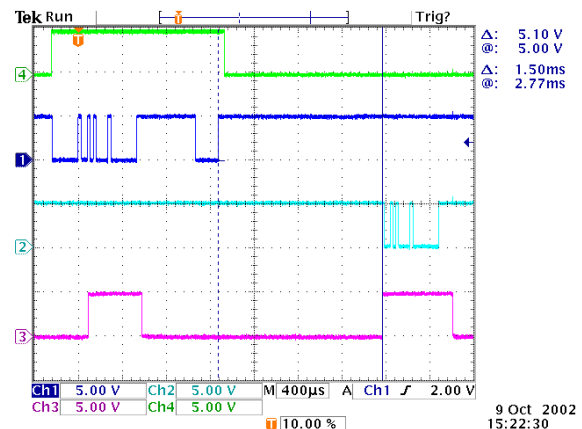 Tek Run Trig?
T
T
Δ: 5.10 V
@: 5.00 V
Δ: 1.50ms
@: 2.77ms
4
1
2
3
Ch1 5.00 V Ch2 5.00 V M 400µs A Ch1 2.00 V
Ch3 5.00 V Ch4 5.00 V
T 10.00 %
9 Oct 2002
15:22:30